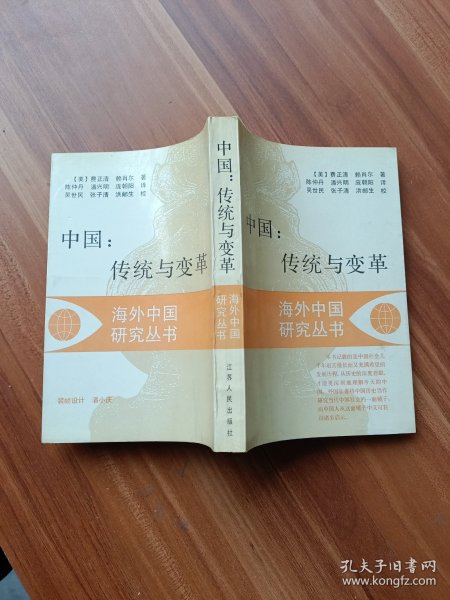 【美】费正清 赖肖尔 著
陈仲丹 潘兴明 庞朝阳 译
吴世民 张子清 洪邮生 校
中国：
传统与变革
海外中国
研究丛书
装帧设计 潘小庆
中国：传统与变革
海外中国
研究丛书
江苏人民出版社
【美】费正清 赖肖尔 著
陈仲丹 潘兴明 庞朝阳 译
吴世民 张子清 洪邮生 校
中国：
传统与变革
海外中国
研究丛书
孔夫子旧书网
www.kongfz.com